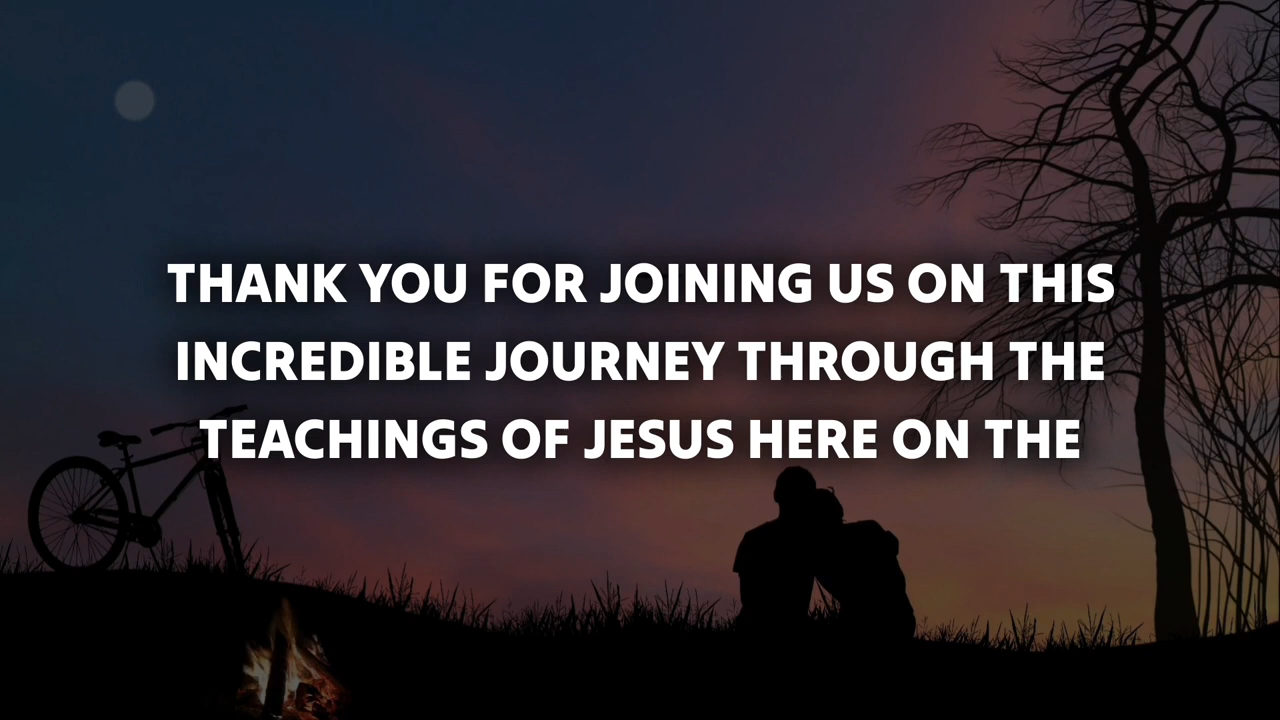 THANK YOU FOR JOINING US ON THIS
INCREDIBLE JOURNEY THROUGH THE
TEACHINGS OF JESUS HERE ON THE